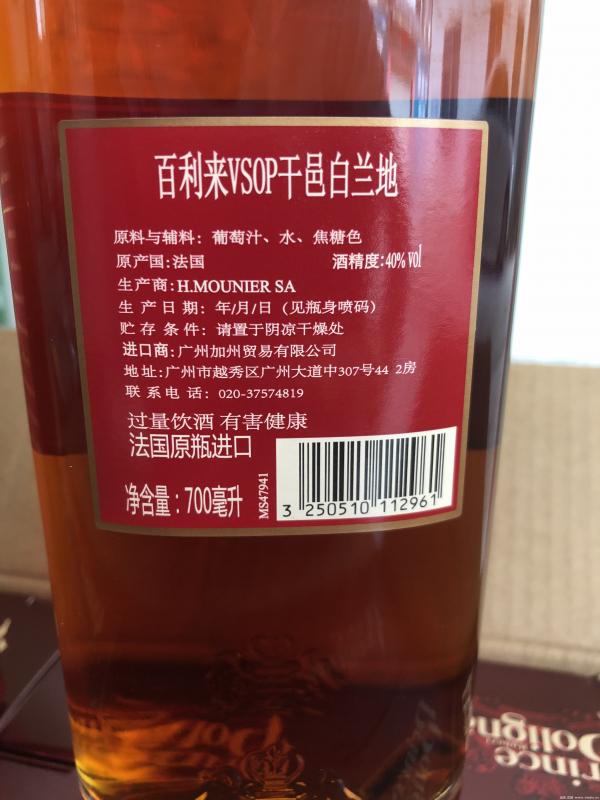 百利来VSOP干邑白兰地
原料与辅料：葡萄汁、水、焦糖色
原产国：法国 酒精度：40% vol
生产商：H.MOUNIER SA
生产日期：年/月/日（见瓶身喷码）
贮存条件：请置于阴凉干燥处
进口商：广州加州贸易有限公司
地址：广州市越秀区广州大道中307号44 2房
联系电话：020-37574819
过量饮酒 有害健康
法国原瓶进口
净含量：700毫升
MS47941
3 250510 112961
rince
Polign